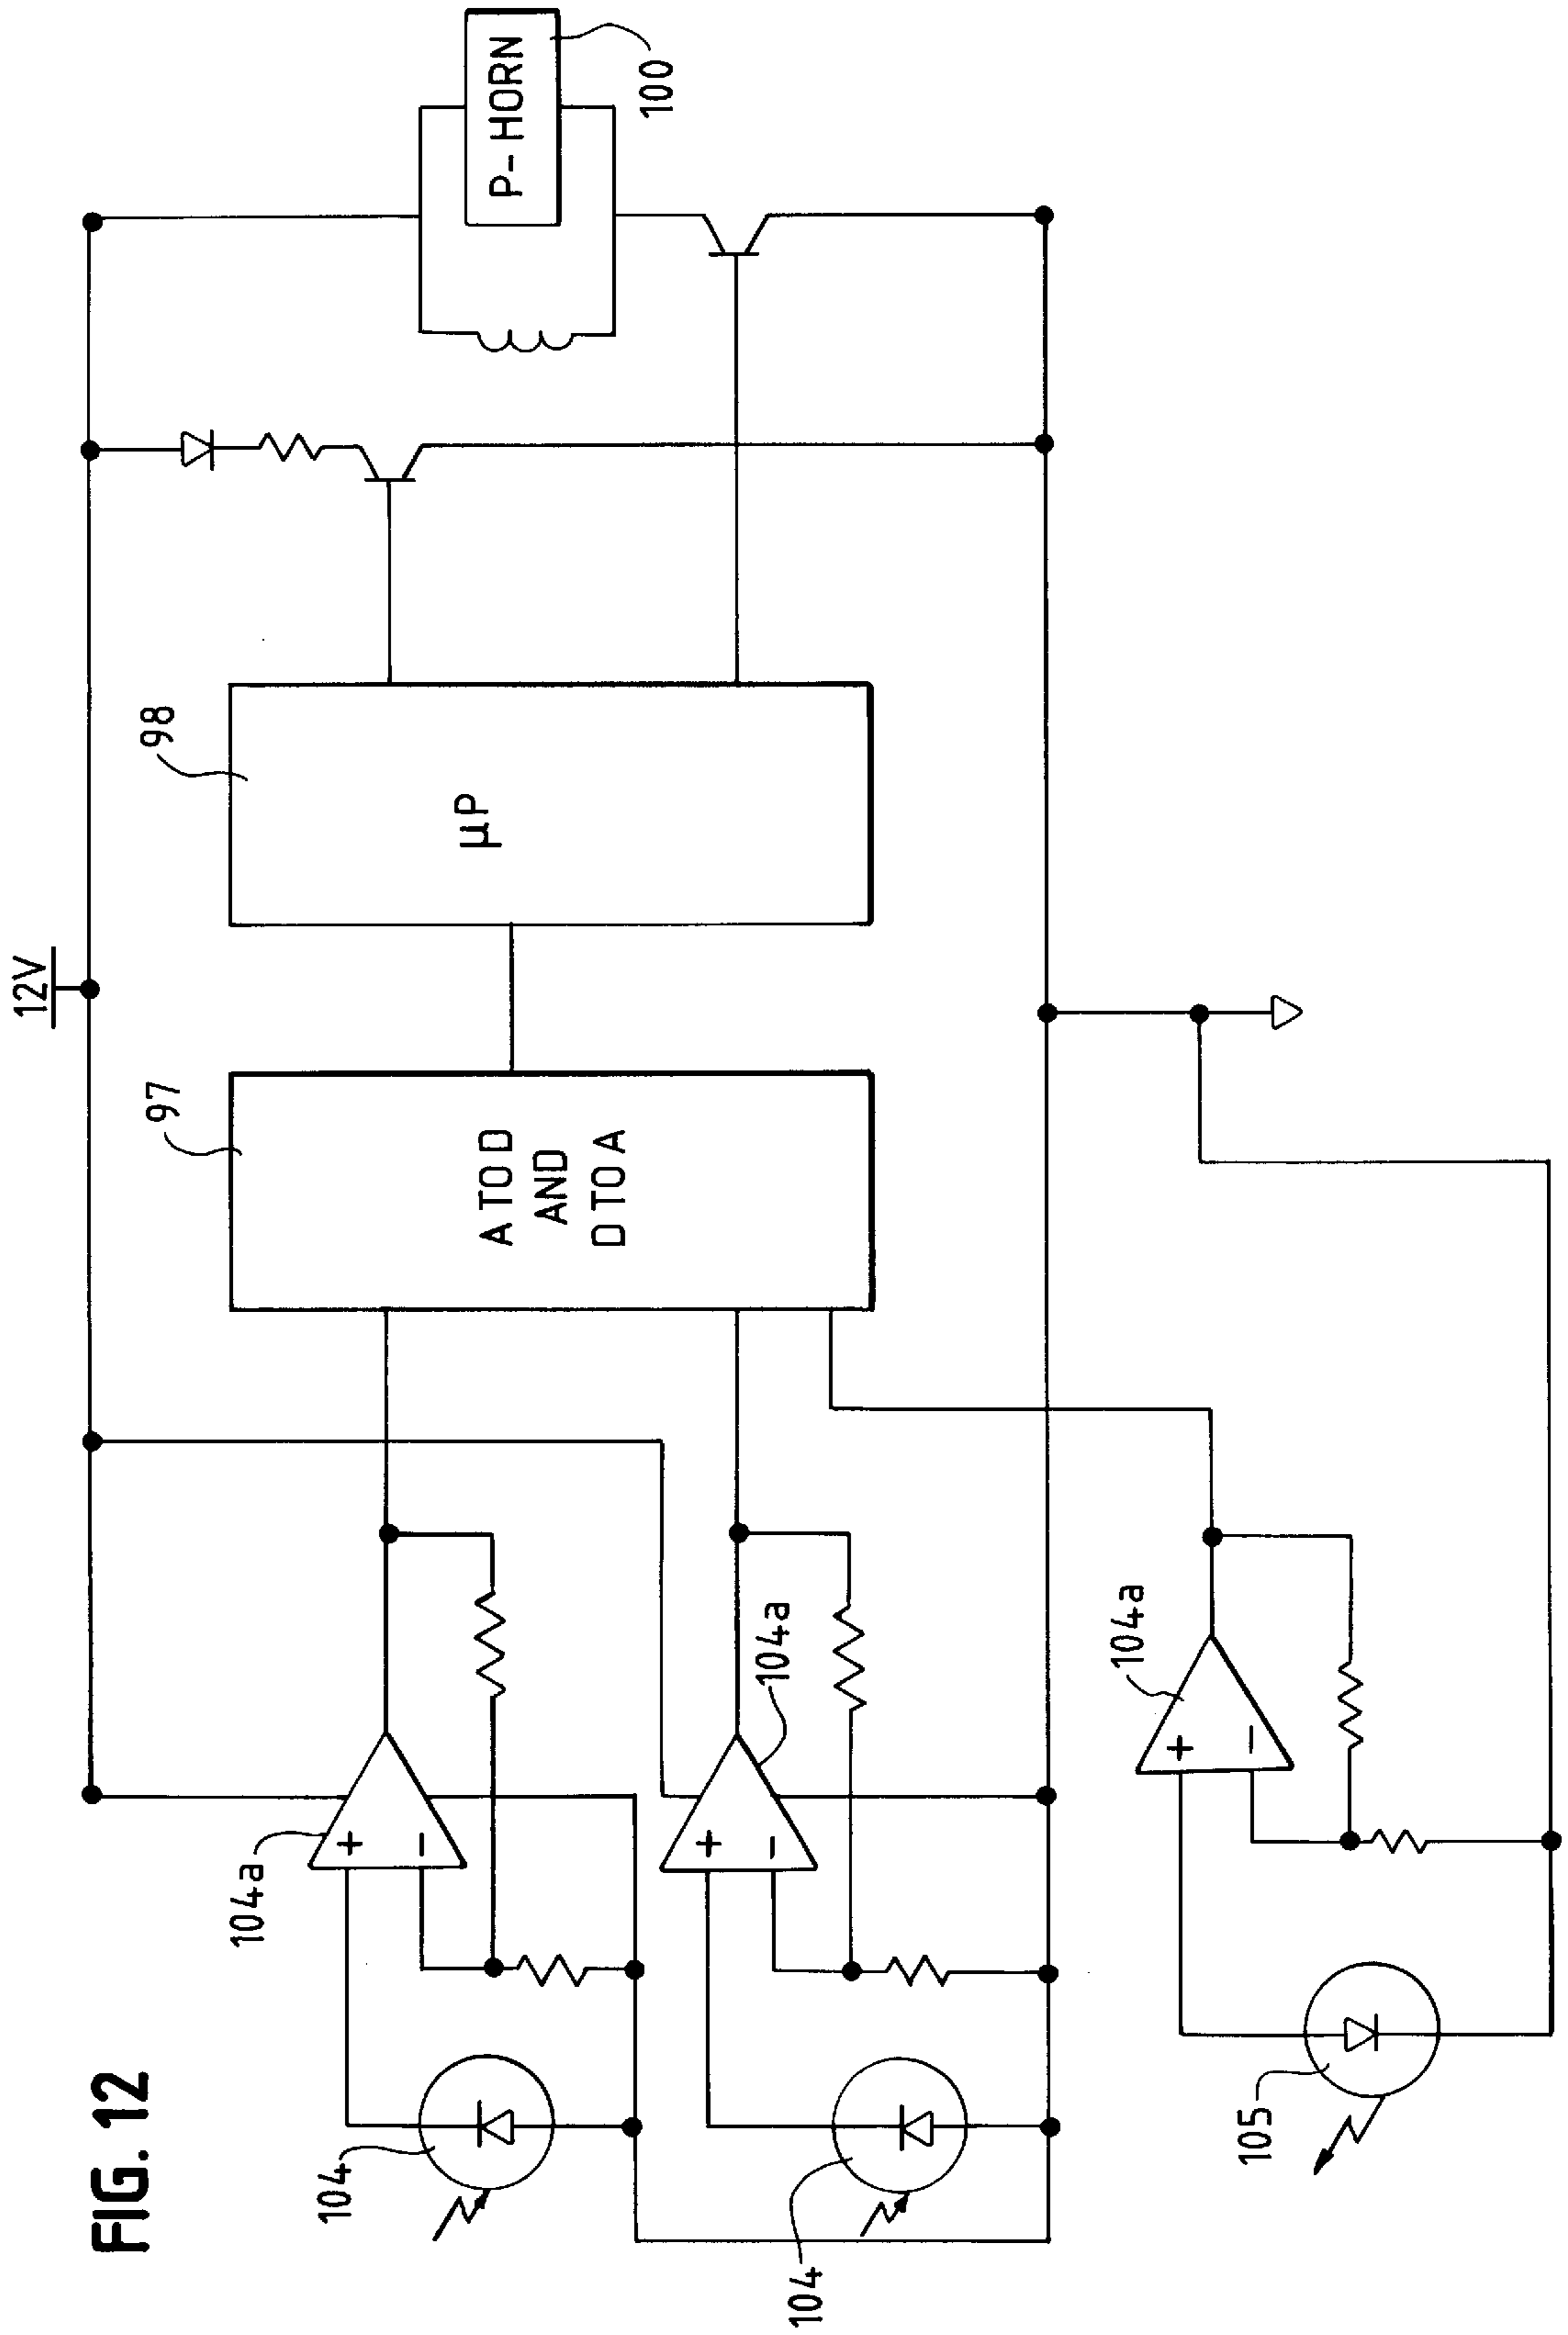 FIG. 12
12V
97
98
104a
104
A TO D
AND
D TO A
µP
P-HORN
100
104a
104
104a
105
+
−
+
−
+
−